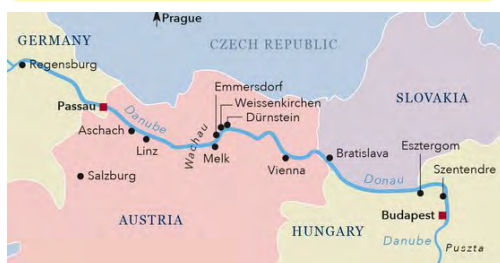 Prague
GERMANY
CZECH REPUBLIC
Regensburg
Emmersdorf
Weissenkirchen
Dürnstein
SLOVAKIA
Passau
Danube
Aschach
Linz
Wachau
Melk
Vienna
Bratislava
Esztergom
Szentendre
Salzburg
Donau
AUSTRIA
HUNGARY
Budapest
Danube
Puszta